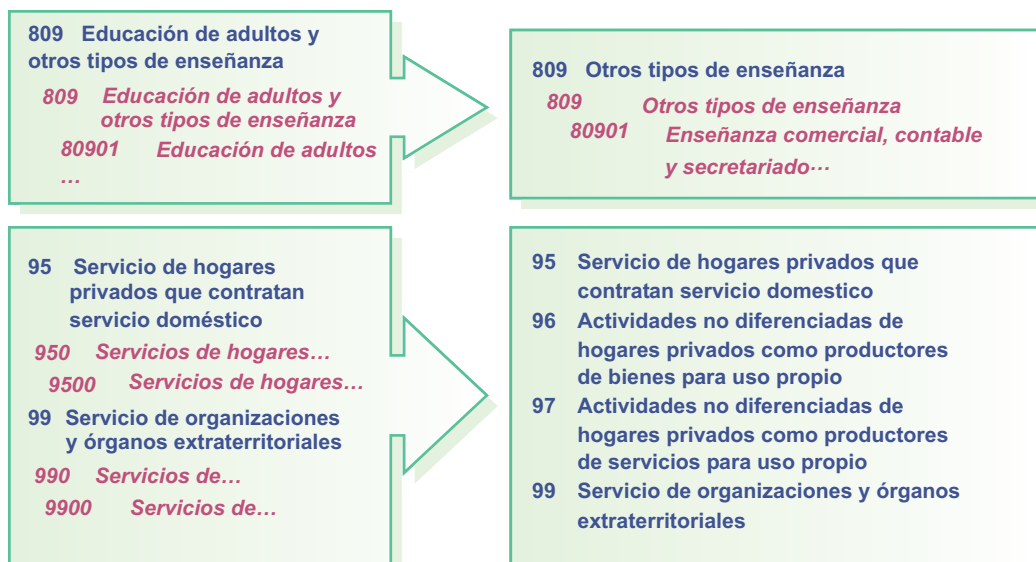 809 Educación de adultos y
otros tipos de enseñanza
809 Educación de adultos y
otros tipos de enseñanza
80901 Educación de adultos
…
809 Otros tipos de enseñanza
809 Otros tipos de enseñanza
80901 Enseñanza comercial, contable
y secretariado…
95 Servicio de hogares
privados que contratan
servicio doméstico
950 Servicios de hogares…
9500 Servicios de hogares…
99 Servicio de organizaciones
y órganos extraterritoriales
990 Servicios de…
9900 Servicios de…
95 Servicio de hogares privados que
contratan servicio domestico
96 Actividades no diferenciadas de
hogares privados como productores
de bienes para uso propio
97 Actividades no diferenciadas de
hogares privados como productores
de servicios para uso propio
99 Servicio de organizaciones y órganos
extraterritoriales